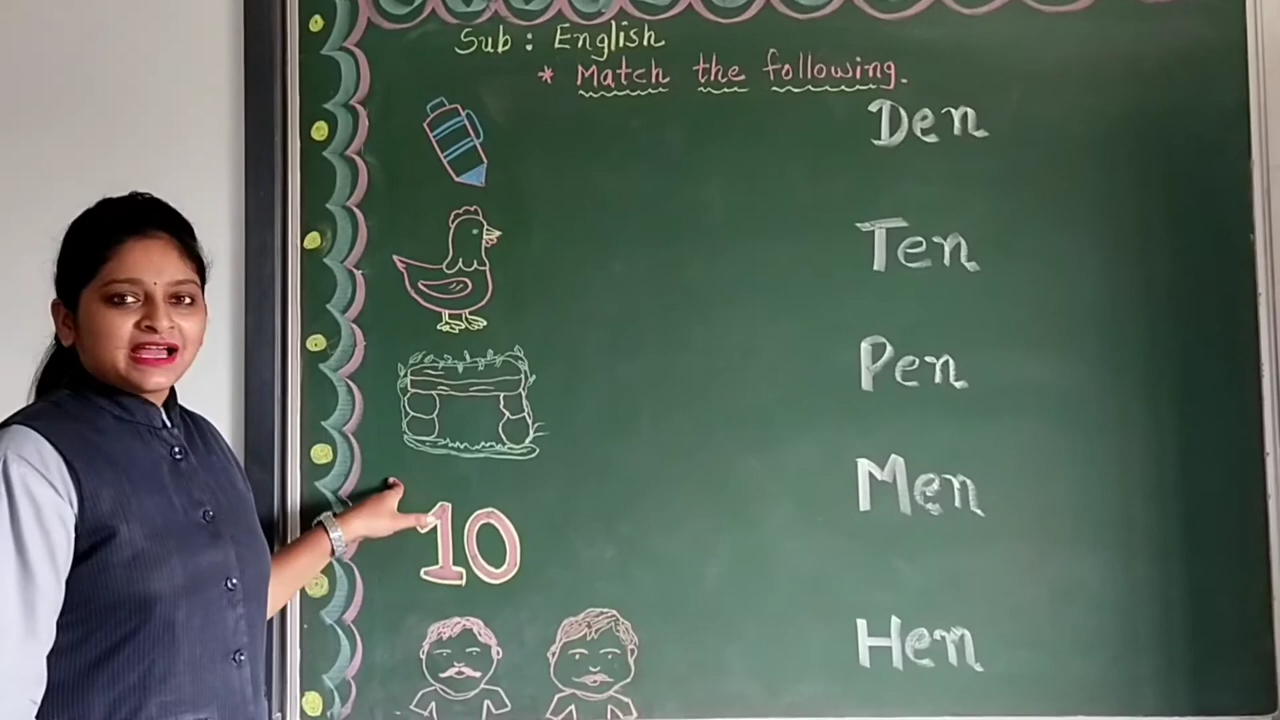 Sub : English
* Match the following.
Den
Ten
Pen
Men
10
Hen